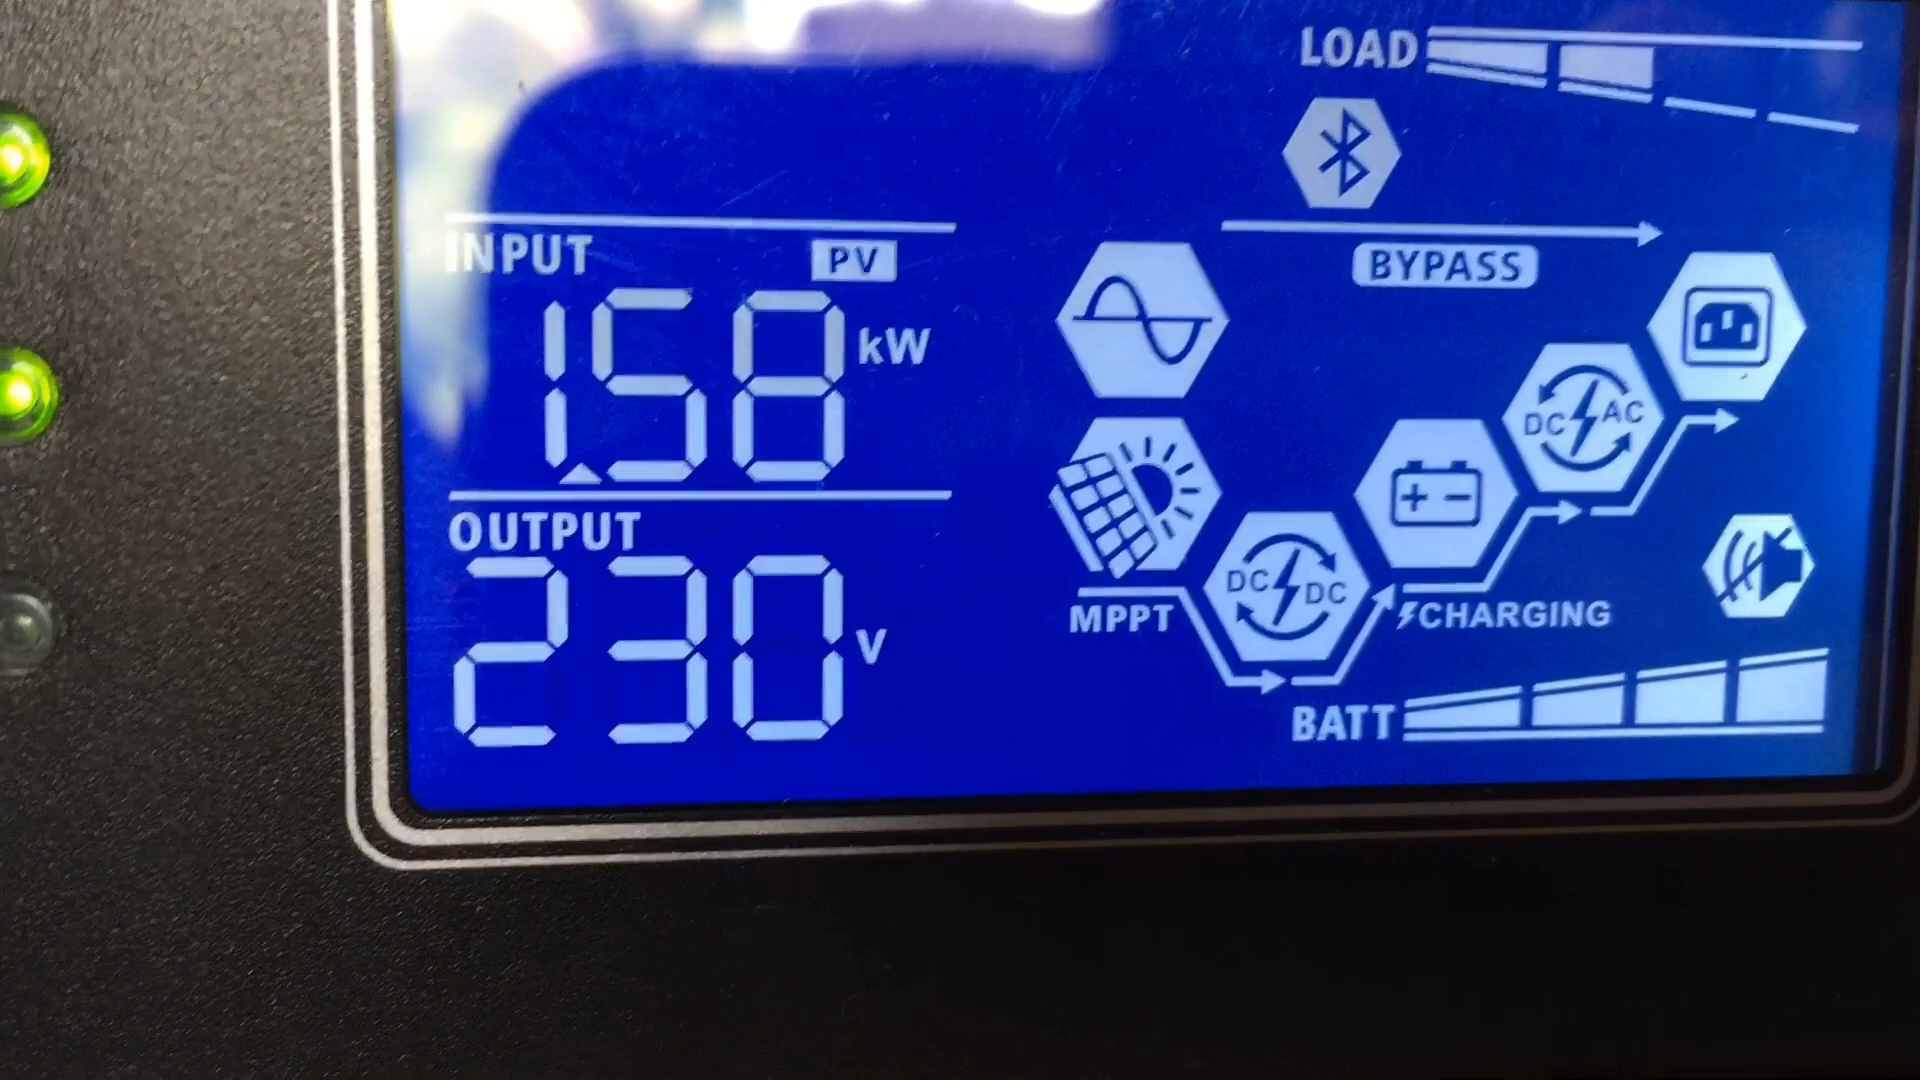 LOAD
INPUT PV
1.58 kW
BYPASS
DC AC
OUTPUT
230 V
DC DC
MPPT
CHARGING
BATT